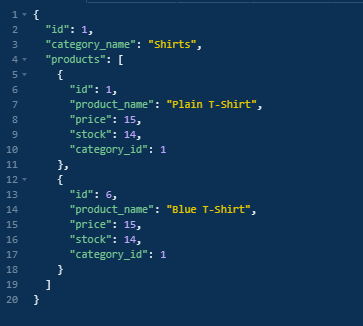 1 {
2   "id": 1,
3   "category_name": "Shirts",
4   "products": [
5     {
6       "id": 1,
7       "product_name": "Plain T-Shirt",
8       "price": 15,
9       "stock": 14,
10       "category_id": 1
11     },
12     {
13       "id": 6,
14       "product_name": "Blue T-Shirt",
15       "price": 15,
16       "stock": 14,
17       "category_id": 1
18     }
19   ]
20 }